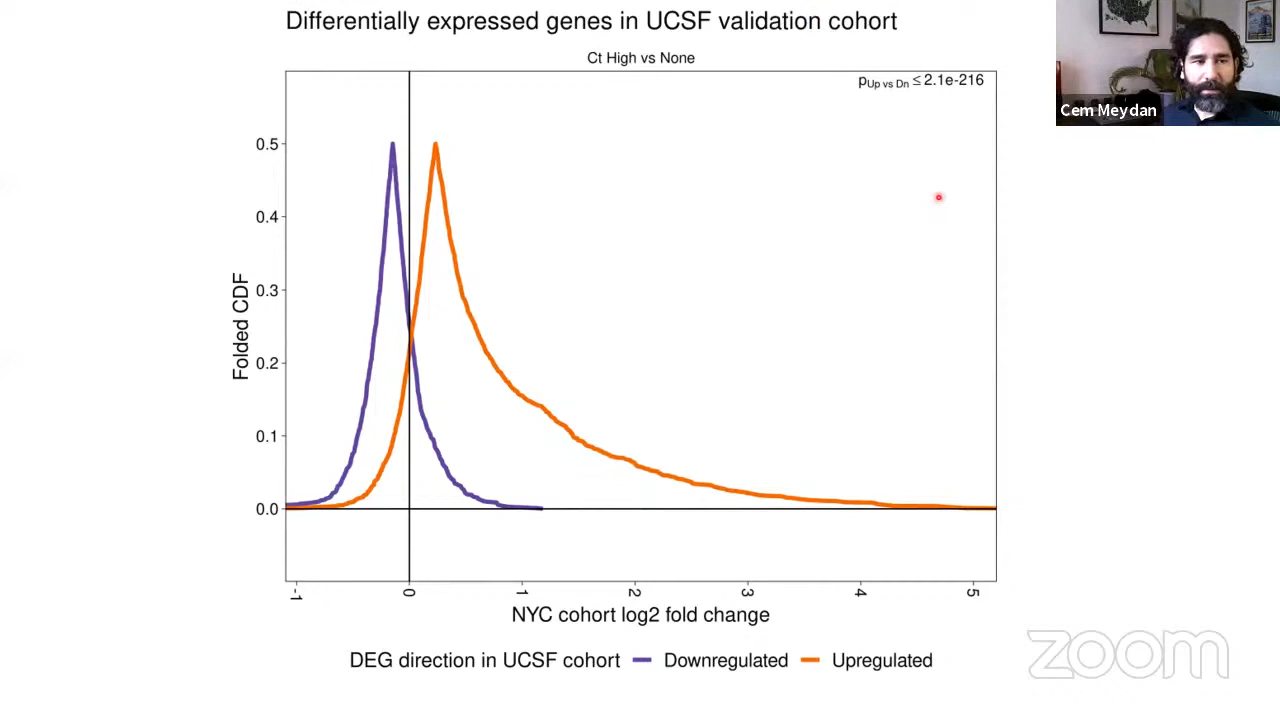 Differentially expressed genes in UCSF validation cohort
Ct High vs None
pUp vs Dn ≤ 2.1e-216
Cem Meydan
Folded CDF
0.5
0.4
0.3
0.2
0.1
0.0
-1 0 1 2 3 4 5
NYC cohort log2 fold change
DEG direction in UCSF cohort Downregulated Upregulated
zoom